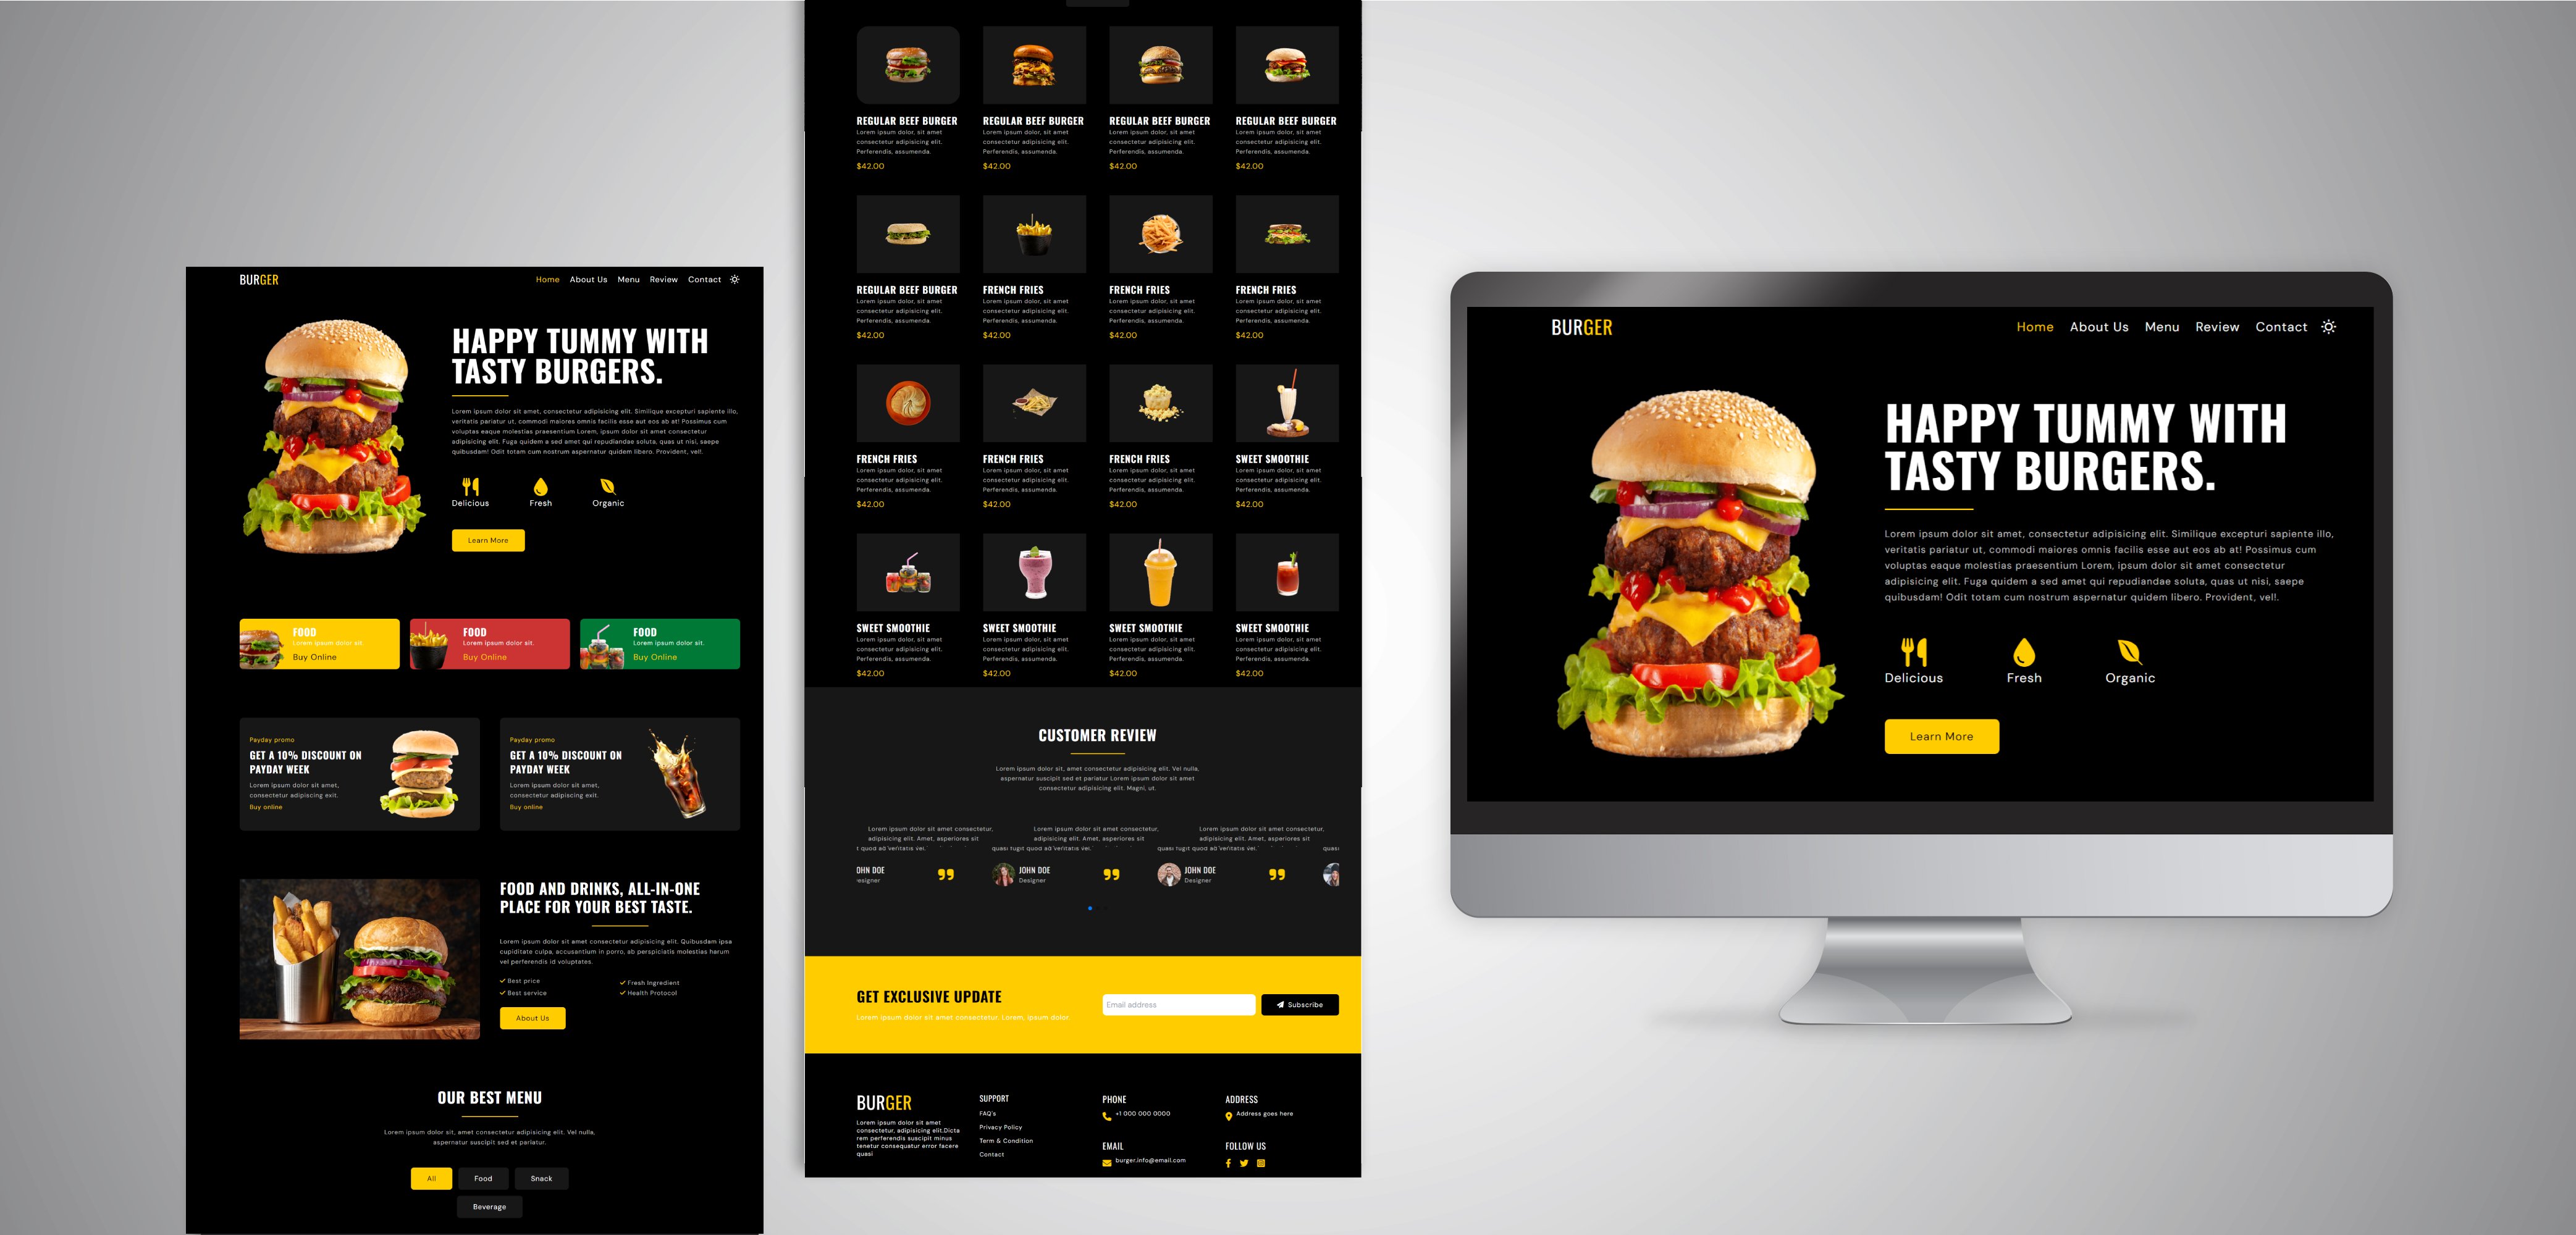 BURGER
Home About Us Menu Review Contact
HAPPY TUMMY WITH
TASTY BURGERS.
Lorem ipsum dolor sit amet, consectetur adipisicing elit. Similique excepturi sapiente illo,
veritatis pariatur ut, commodi maiores omnis facilis esse aut eos ab at! Possimus cum
voluptas eaque molestias praesentium Lorem, ipsum dolor sit amet consectetur
adipisicing elit. Fuga quidem a sed amet qui repudiandae soluta, quas ut nisi, saepe
quibusdam! Odit totam cum nostrum aspernatur quidem libero. Provident, vel!.
Delicious Fresh Organic
Learn More
FOOD
Lorem ipsum dolor sit.
Buy Online
FOOD
Lorem ipsum dolor sit.
Buy Online
FOOD
Lorem ipsum dolor sit.
Buy Online
Payday promo
GET A 10% DISCOUNT ON
PAYDAY WEEK
Lorem ipsum dolor sit amet,
consectetur adipiscing exit.
Buy online
Payday promo
GET A 10% DISCOUNT ON
PAYDAY WEEK
Lorem ipsum dolor sit amet,
consectetur adipiscing exit.
Buy online
FOOD AND DRINKS, ALL-IN-ONE
PLACE FOR YOUR BEST TASTE.
Lorem ipsum dolor sit amet consectetur adipisicing elit. Quibusdam ipsa
cupiditate culpa, accusantium in porro, ab perspiciatis molestias harum
vel perferendis id voluptates.
Best price
Fresh Ingredient
Best service
Health Protocol
About Us
OUR BEST MENU
Lorem ipsum dolor sit, amet consectetur adipisicing elit. Vel nulla,
aspernatur suscipit sed et pariatur.
All Food Snack
Beverage
REGULAR BEEF BURGER
Lorem ipsum dolor, sit amet
consectetur adipisicing elit.
Perferendis, assumenda.
$42.00
REGULAR BEEF BURGER
Lorem ipsum dolor, sit amet
consectetur adipisicing elit.
Perferendis, assumenda.
$42.00
REGULAR BEEF BURGER
Lorem ipsum dolor, sit amet
consectetur adipisicing elit.
Perferendis, assumenda.
$42.00
REGULAR BEEF BURGER
Lorem ipsum dolor, sit amet
consectetur adipisicing elit.
Perferendis, assumenda.
$42.00
REGULAR BEEF BURGER
Lorem ipsum dolor, sit amet
consectetur adipisicing elit.
Perferendis, assumenda.
$42.00
FRENCH FRIES
Lorem ipsum dolor, sit amet
consectetur adipisicing elit.
Perferendis, assumenda.
$42.00
FRENCH FRIES
Lorem ipsum dolor, sit amet
consectetur adipisicing elit.
Perferendis, assumenda.
$42.00
FRENCH FRIES
Lorem ipsum dolor, sit amet
consectetur adipisicing elit.
Perferendis, assumenda.
$42.00
FRENCH FRIES
Lorem ipsum dolor, sit amet
consectetur adipisicing elit.
Perferendis, assumenda.
$42.00
FRENCH FRIES
Lorem ipsum dolor, sit amet
consectetur adipisicing elit.
Perferendis, assumenda.
$42.00
FRENCH FRIES
Lorem ipsum dolor, sit amet
consectetur adipisicing elit.
Perferendis, assumenda.
$42.00
SWEET SMOOTHIE
Lorem ipsum dolor, sit amet
consectetur adipisicing elit.
Perferendis, assumenda.
$42.00
SWEET SMOOTHIE
Lorem ipsum dolor, sit amet
consectetur adipisicing elit.
Perferendis, assumenda.
$42.00
SWEET SMOOTHIE
Lorem ipsum dolor, sit amet
consectetur adipisicing elit.
Perferendis, assumenda.
$42.00
SWEET SMOOTHIE
Lorem ipsum dolor, sit amet
consectetur adipisicing elit.
Perferendis, assumenda.
$42.00
SWEET SMOOTHIE
Lorem ipsum dolor, sit amet
consectetur adipisicing elit.
Perferendis, assumenda.
$42.00
CUSTOMER REVIEW
Lorem ipsum dolor sit, amet consectetur adipisicing elit. Vel nulla,
aspernatur suscipit sed et pariatur Lorem ipsum dolor sit amet
consectetur adipisicing elit. Magni, ut.
Lorem ipsum dolor sit amet consectetur,
adipisicing elit. Amet, asperiores sit
t quod ad veritatis vel.
OHN DOE
esigner
Lorem ipsum dolor sit amet consectetur,
adipisicing elit. Amet, asperiores sit
quasi fugit quod ad veritatis vel.
JOHN DOE
Designer
Lorem ipsum dolor sit amet consectetur,
adipisicing elit. Amet, asperiores sit
quasi fugit quod ad veritatis vel.
JOHN DOE
Designer
quasi
GET EXCLUSIVE UPDATE
Lorem ipsum dolor sit amet consectetur. Lorem, ipsum dolor.
Email address
Subscribe
BURGER
Lorem ipsum dolor sit amet
consectetur, adipisicing elit.Dicta
rem perferendis suscipit minus
tenetur consequatur error facere
quasi
SUPPORT
FAQ's
Privacy Policy
Term & Condition
Contact
PHONE
+1 000 000 0000
EMAIL
burger.info@email.com
ADDRESS
Address goes here
FOLLOW US
BURGER
Home About Us Menu Review Contact
HAPPY TUMMY WITH
TASTY BURGERS.
Lorem ipsum dolor sit amet, consectetur adipisicing elit. Similique excepturi sapiente illo,
veritatis pariatur ut, commodi maiores omnis facilis esse aut eos ab at! Possimus cum
voluptas eaque molestias praesentium Lorem, ipsum dolor sit amet consectetur
adipisicing elit. Fuga quidem a sed amet qui repudiandae soluta, quas ut nisi, saepe
quibusdam! Odit totam cum nostrum aspernatur quidem libero. Provident, vel!.
Delicious Fresh Organic
Learn More